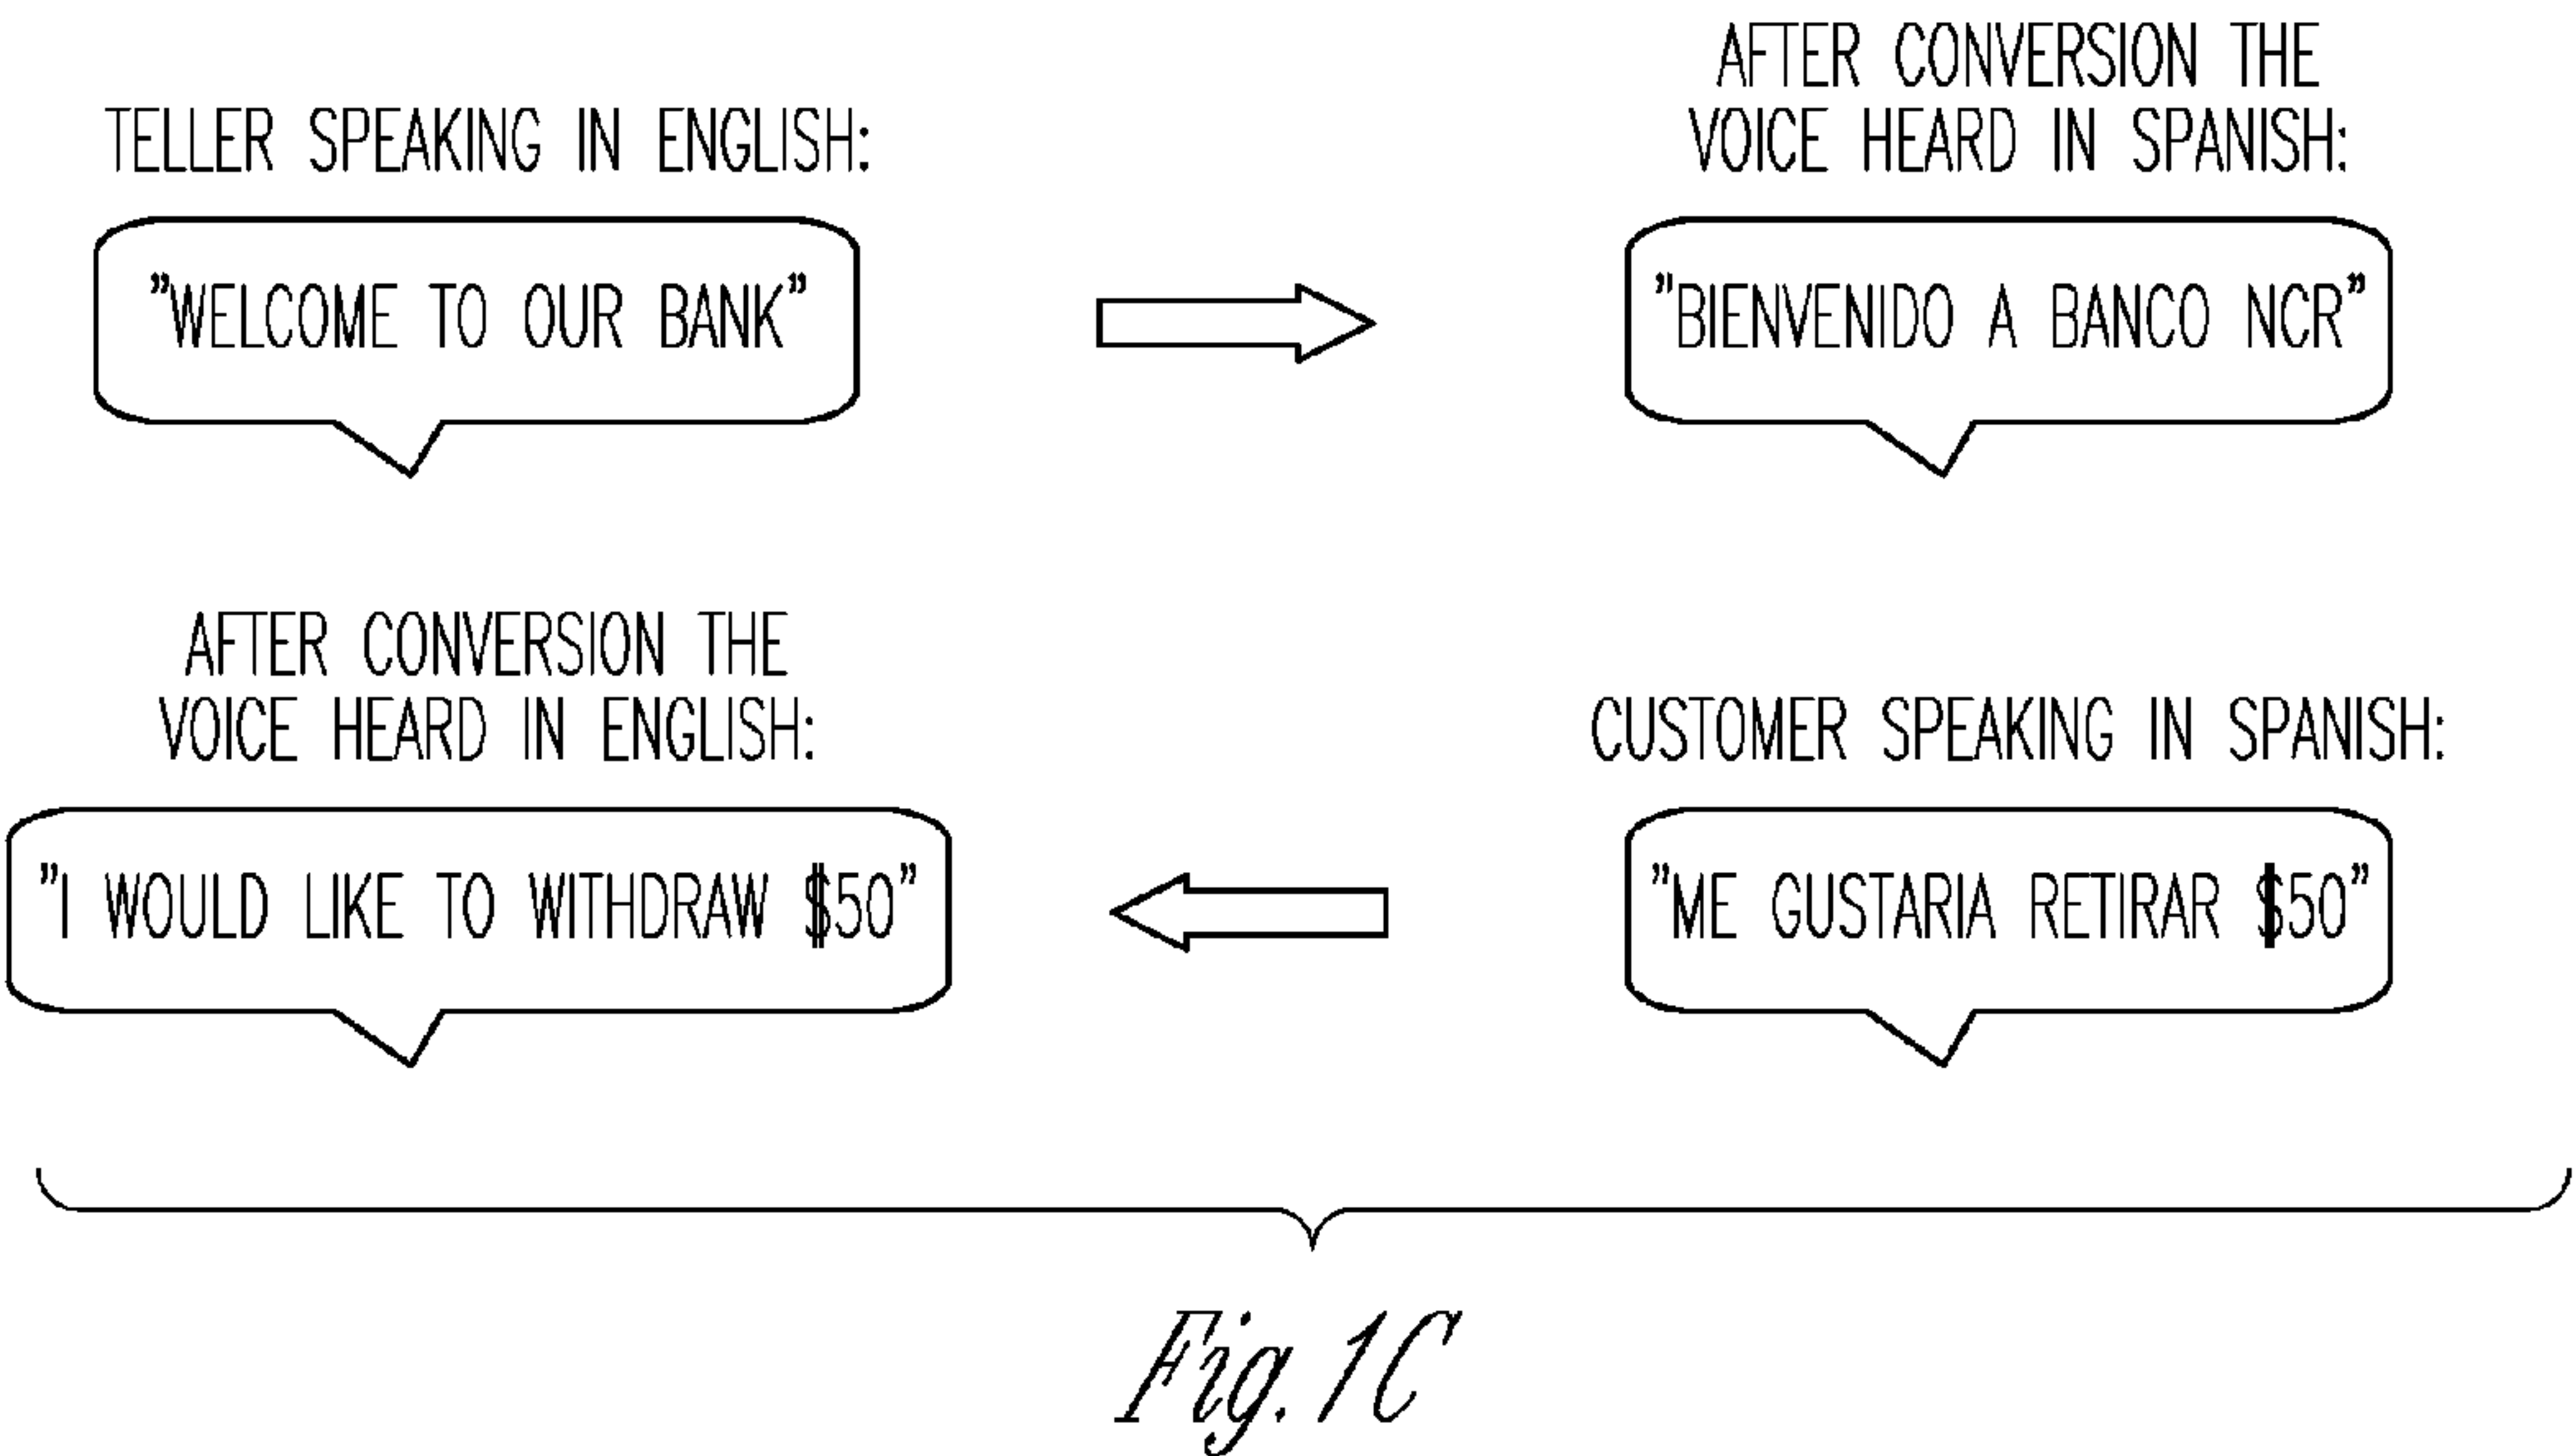 TELLER SPEAKING IN ENGLISH:
"WELCOME TO OUR BANK"
AFTER CONVERSION THE
VOICE HEARD IN SPANISH:
"BIENVENIDO A BANCO NCR"
AFTER CONVERSION THE
VOICE HEARD IN ENGLISH:
"I WOULD LIKE TO WITHDRAW $50"
CUSTOMER SPEAKING IN SPANISH:
"ME GUSTARIA RETIRAR $50"
Fig. 1C